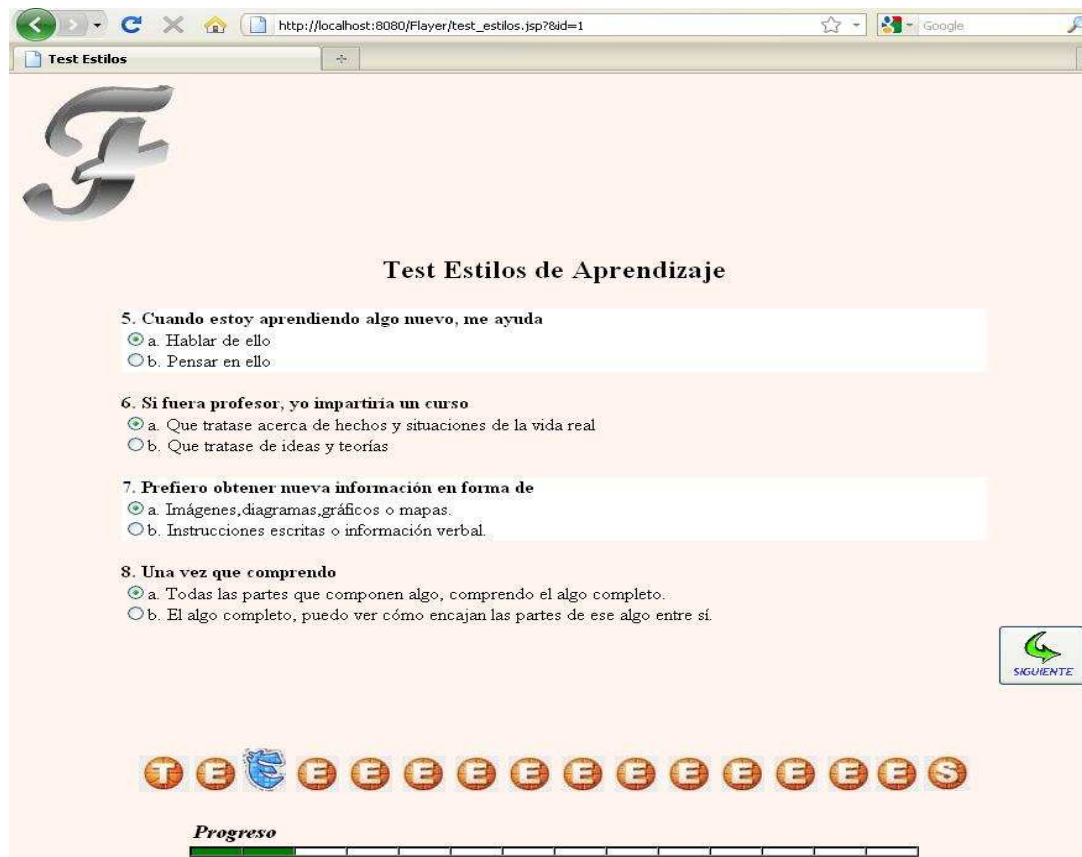 http://localhost:8080/Flayer/test_estilos.jsp?&id=1
Google
Test Estilos
F
Test Estilos de Aprendizaje
5. Cuando estoy aprendiendo algo nuevo, me ayuda
a. Hablar de ello
b. Pensar en ello
6. Si fuera profesor, yo impartiría un curso
a. Que tratase acerca de hechos y situaciones de la vida real
b. Que tratase de ideas y teorías
7. Prefiero obtener nueva información en forma de
a. Imágenes,diagramas,gráficos o mapas.
b. Instrucciones escritas o información verbal.
8. Una vez que comprendo
a. Todas las partes que componen algo, comprendo el algo completo.
b. El algo completo, puedo ver cómo encajan las partes de ese algo entre sí.
SIGUIENTE
T E E E E E E E E E E E E E E S
Progreso